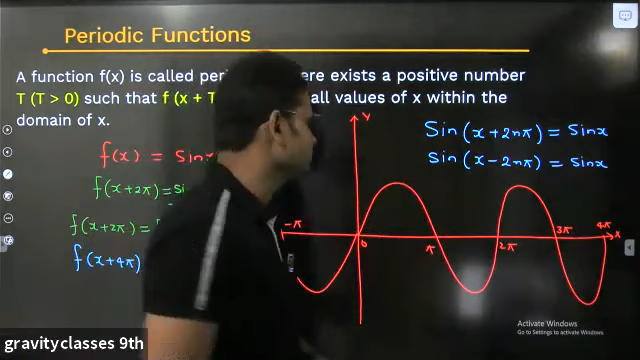 Periodic Functions
A function f(x) is called peri ere exists a positive number
T (T > 0) such that f (x + T all values of x within the
domain of x.
f(x) = Sin
f(x+2π) = Si
f(x+2π) =
f(x+4π)
Sin (x+2nπ) = Sinx
Sin (x-2nπ) = Sinx
Y
-π 0 π 2π 3π 4π X
Activate Windows
Go to Settings to activate Windows.
gravityclasses 9th